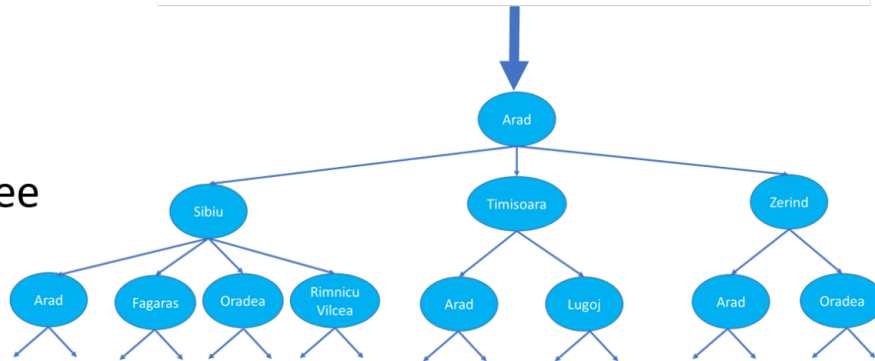 Arad
ee
Sibiu
Timisoara
Zerind
Arad
Fagaras
Oradea
Rimnicu
Vilcea
Arad
Lugoj
Arad
Oradea